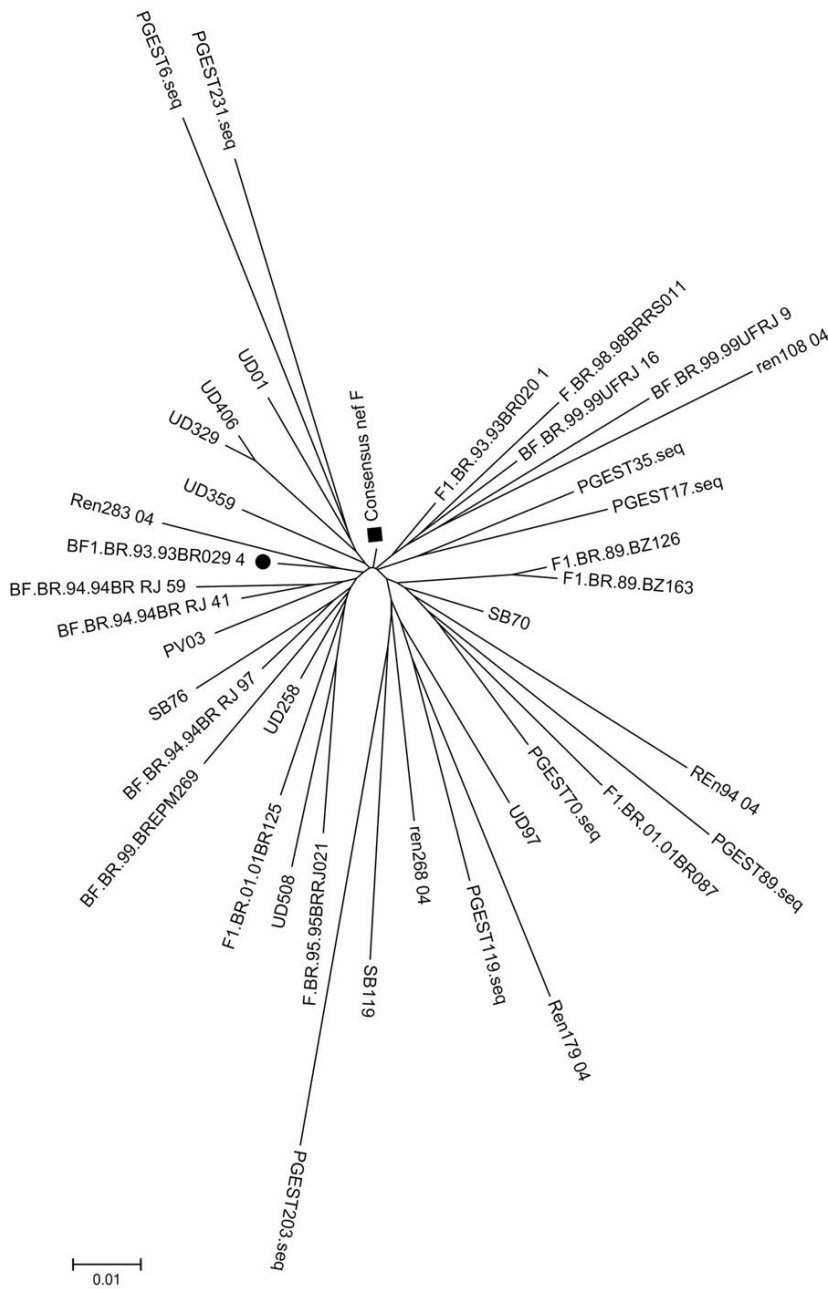 PGEST6.seq
PGEST231.seq
UD01
UD406
UD329
UD359
Ren283 04
BF1.BR.93.93BR029 4
BF.BR.94.94BR RJ 59
BF.BR.94.94BR RJ 41
PV03
SB76
BF.BR.94.94BR RJ 97
BF.BR.99.BREPM269
UD258
F1.BR.01.01BR125
UD508
F.BR.95.95BRRJ021
PGEST203.seq
SB119
ren268 04
PGEST119.seq
Ren179 04
UD97
PGEST70.seq
F1.BR.01.01BR087
PGEST89.seq
REn94 04
SB70
F1.BR.89.BZ163
F1.BR.89.BZ126
PGEST17.seq
PGEST35.seq
ren108 04
BF.BR.99.99UFRJ 9
BF.BR.99.99UFRJ 16
F.BR.98.98BRRS011
F1.BR.93.93BR020 1
Consensus nef F
0.01